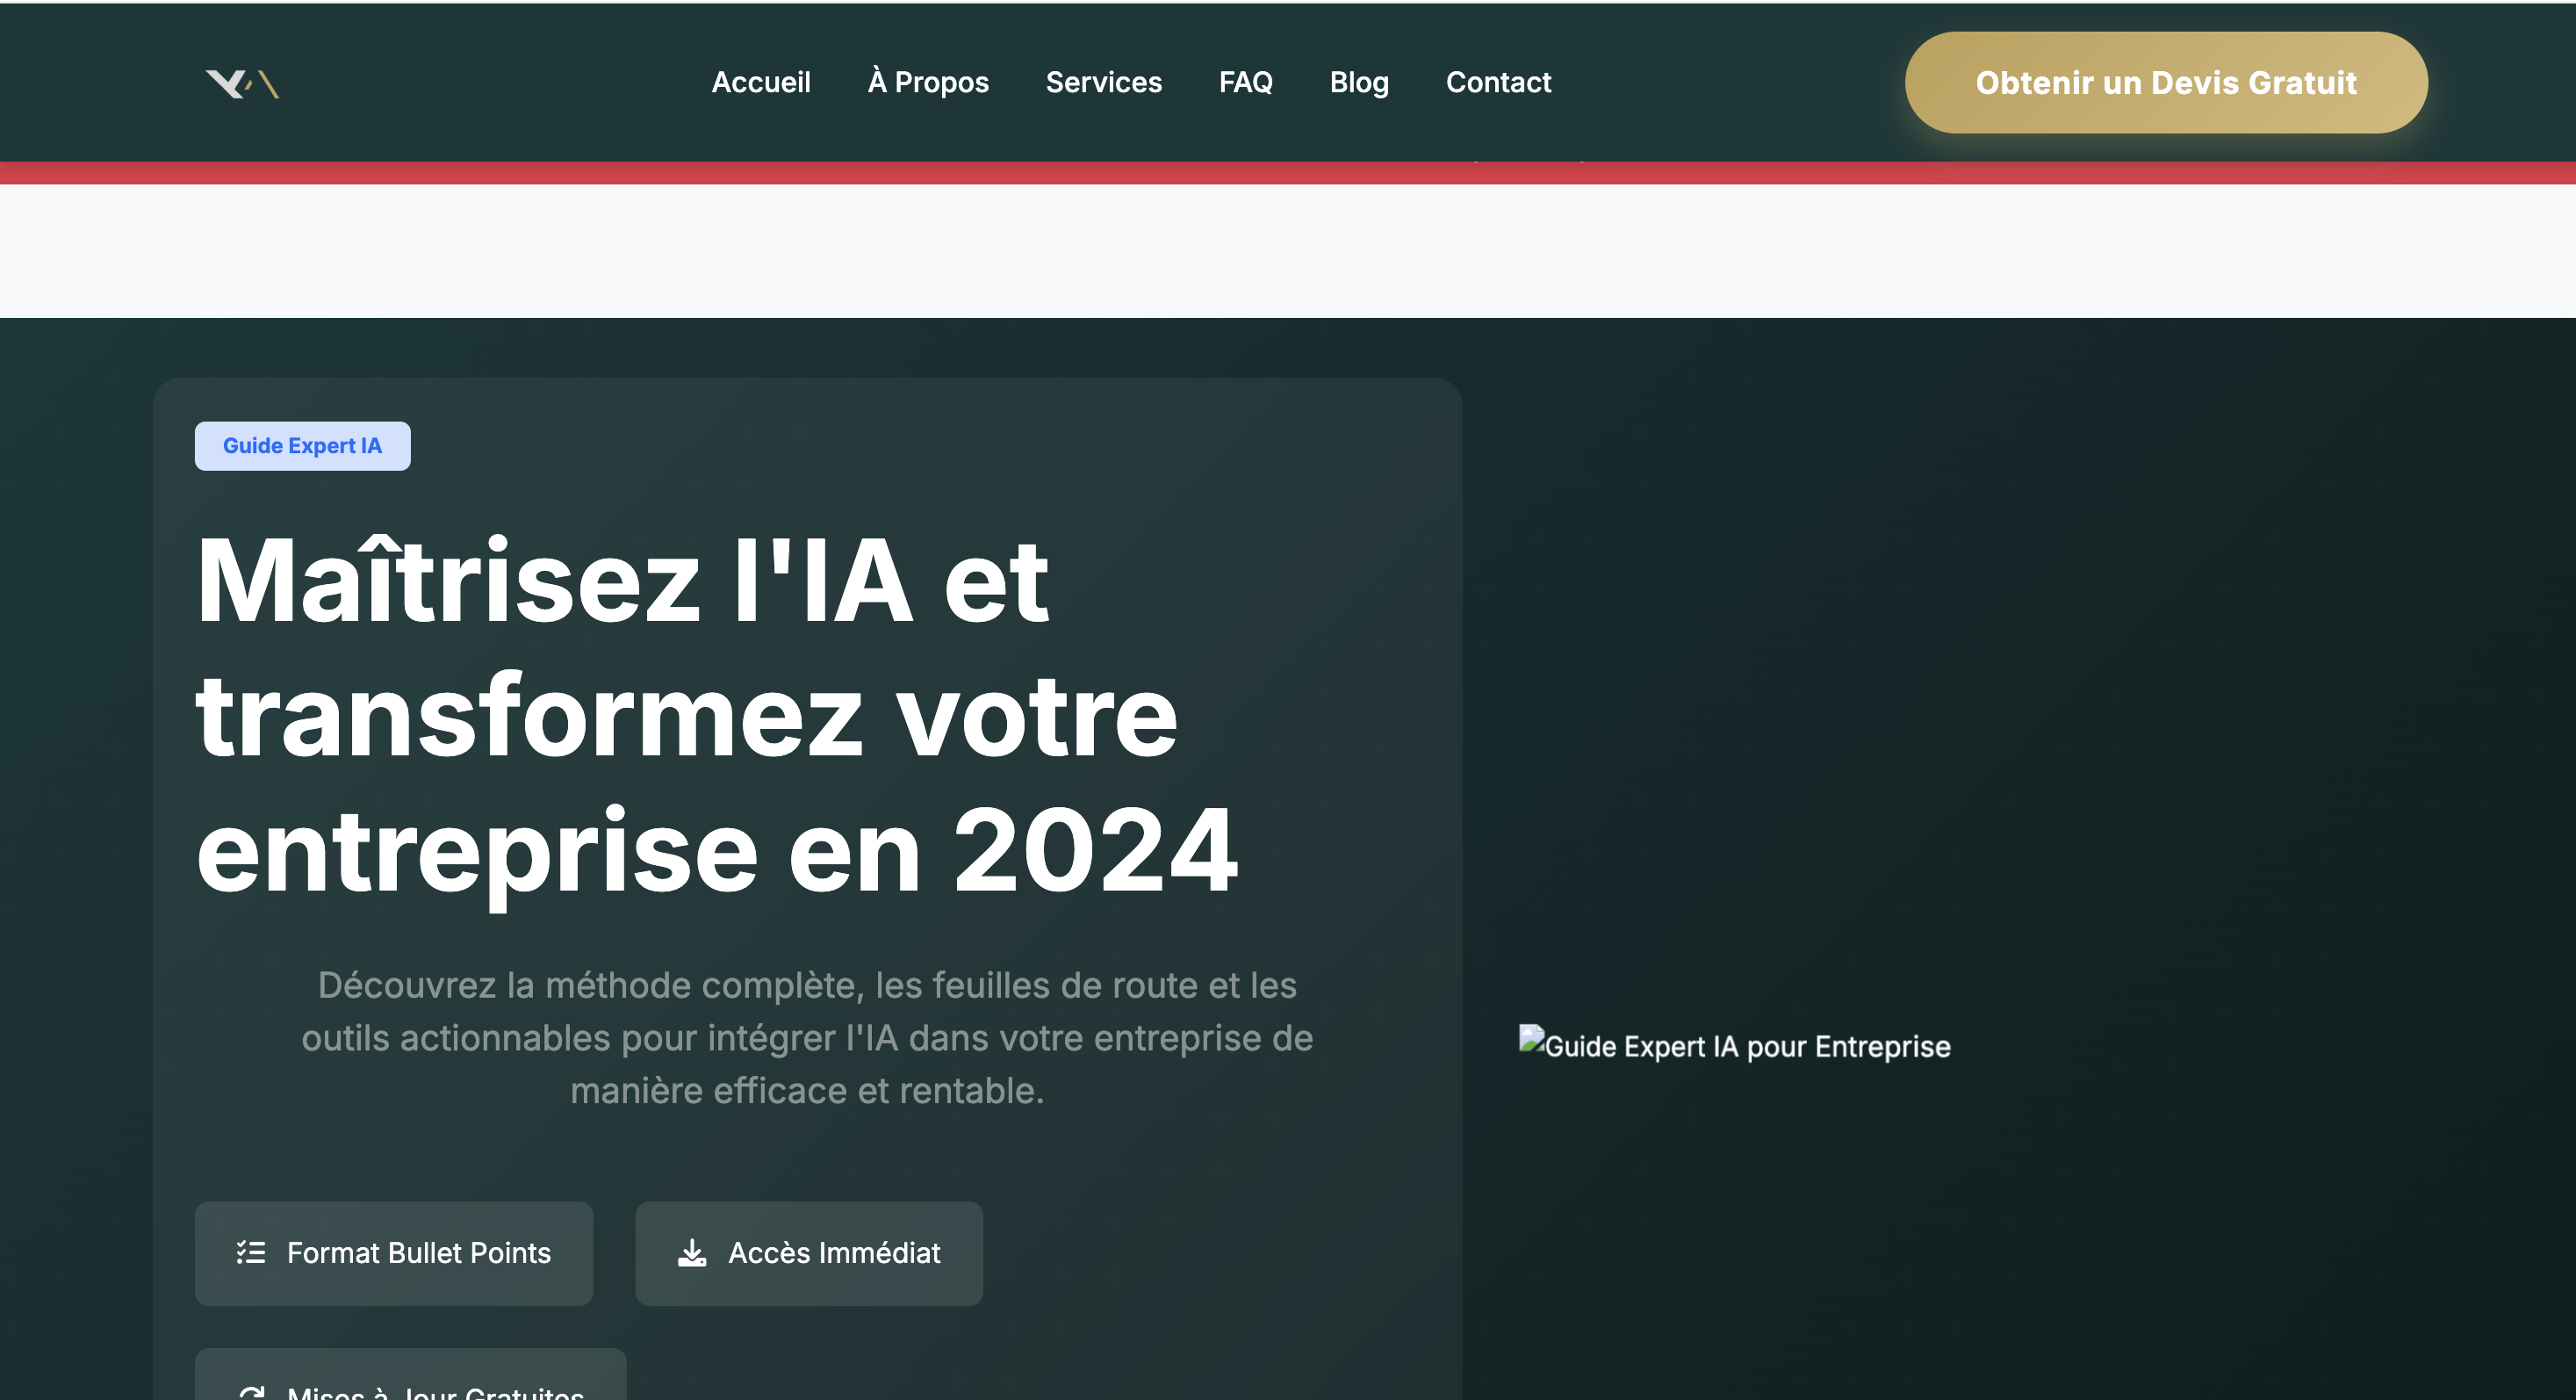 Accueil À Propos Services FAQ Blog Contact Obtenir un Devis Gratuit
Guide Expert IA
Maîtrisez l'IA et
transformez votre
entreprise en 2024
Découvrez la méthode complète, les feuilles de route et les
outils actionnables pour intégrer l'IA dans votre entreprise de
manière efficace et rentable.
Guide Expert IA pour Entreprise
Format Bullet Points
Accès Immédiat
Mises à Jour Gratuites